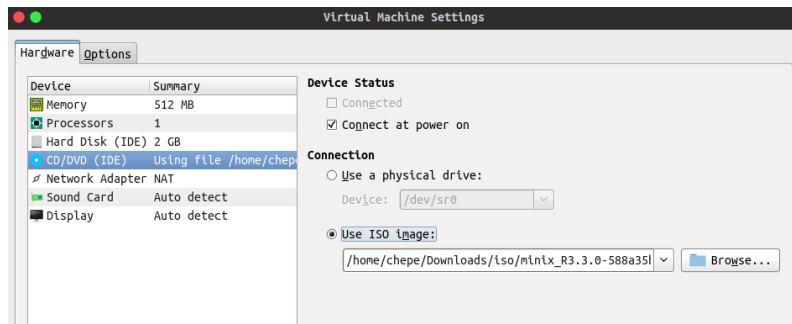 Virtual Machine Settings
Hardware Options
Device Summary
Memory 512 MB
Processors 1
Hard Disk (IDE) 2 GB
CD/DVD (IDE) Using file /home/chep
Network Adapter NAT
Sound Card Auto detect
Display Auto detect
Device Status
Connected
Connect at power on
Connection
Use a physical drive:
Device: /dev/sr0
Use ISO image:
/home/chepe/Downloads/iso/minix_R3.3.0-588a35 Browse...